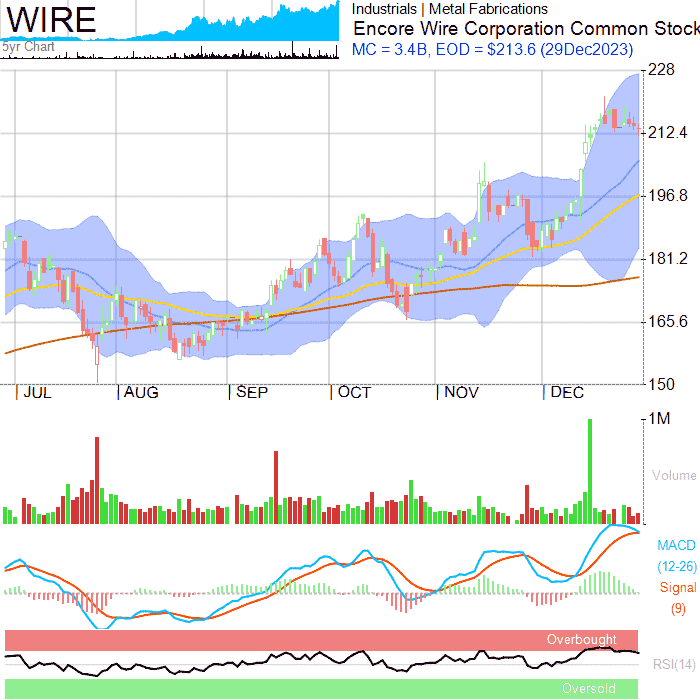 WIRE
5yr Chart
Industrials | Metal Fabrications
Encore Wire Corporation Common Stock
MC = 3.4B, EOD = $213.6 (29Dec2023)
228
212.4
196.8
181.2
165.6
150
JUL AUG SEP OCT NOV DEC
1M
Volume
MACD
(12-26)
Signal
(9)
Overbought
RSI(14)
Oversold